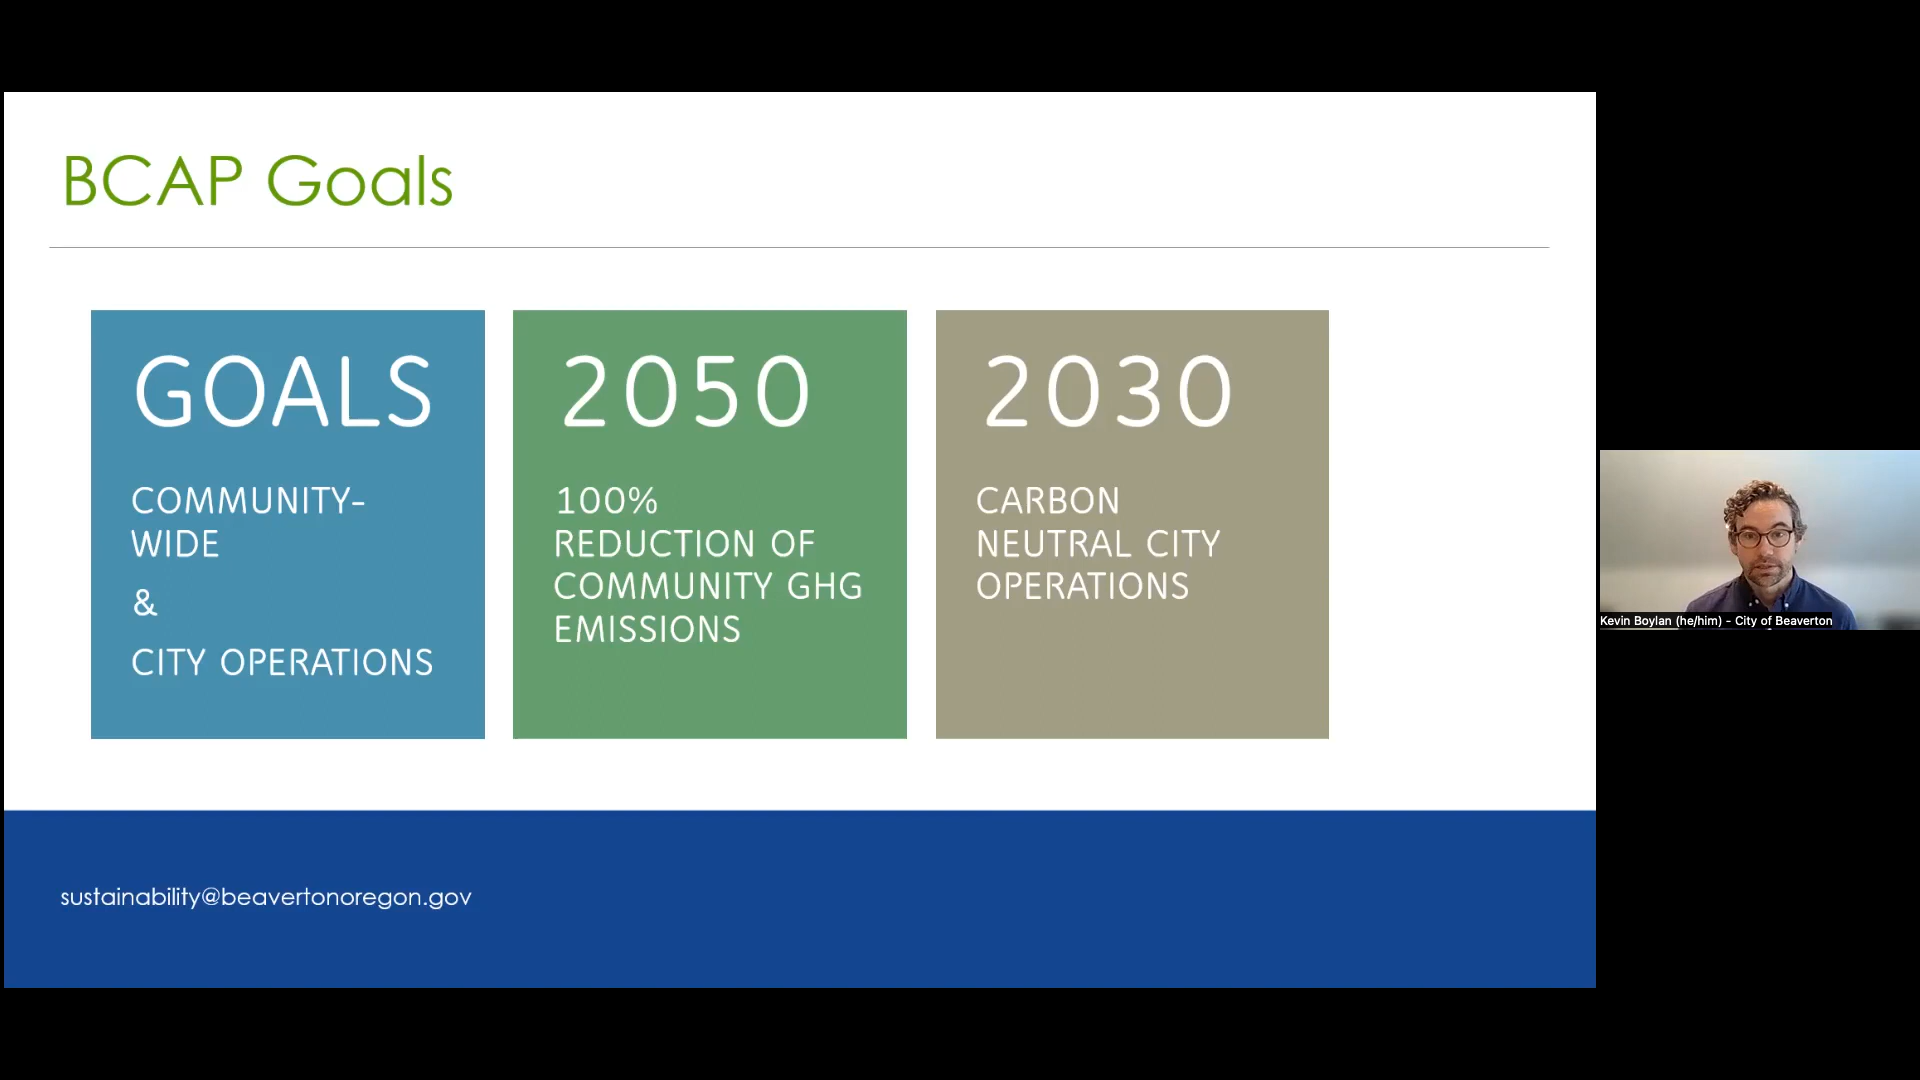 BCAP Goals
GOALS
COMMUNITY-
WIDE
&
CITY OPERATIONS
2050
100%
REDUCTION OF
COMMUNITY GHG
EMISSIONS
2030
CARBON
NEUTRAL CITY
OPERATIONS
Kevin Boylan (he/him) - City of Beaverton
sustainability@beavertonoregon.gov